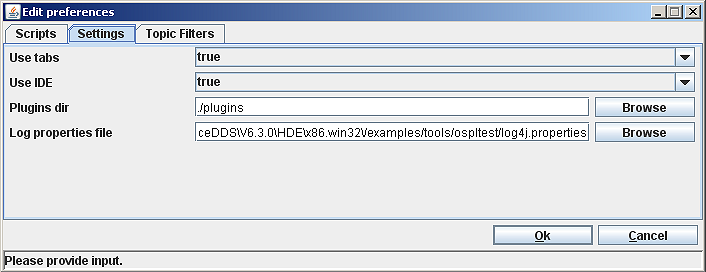 Edit preferences
Scripts Settings Topic Filters
Use tabs true
Use IDE true
Plugins dir ./plugins Browse
Log properties file ceDDS\V6.3.0\HDE\x86.win32\/examples/tools/ospltest/log4j.properties Browse
Ok Cancel
Please provide input.